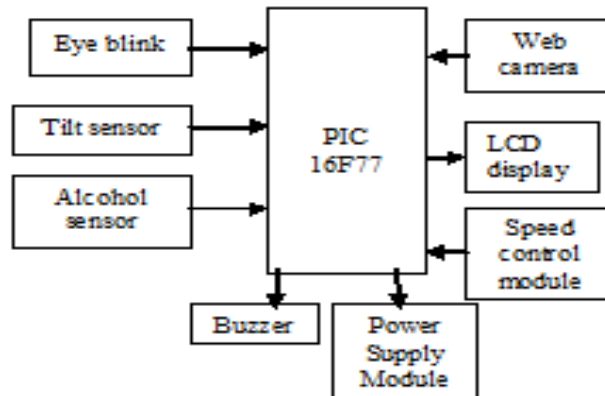 Eye blink
Tilt sensor
Alcohol
sensor
PIC
16F77
Web
camera
LCD
display
Speed
control
module
Buzzer
Power
Supply
Module